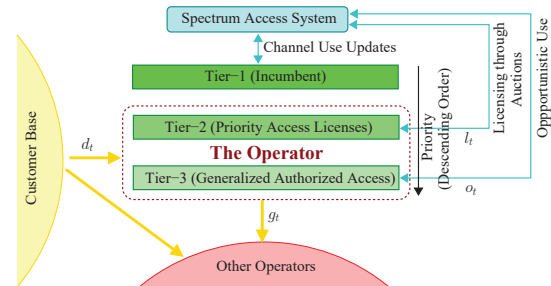 Spectrum Access System
Channel Use Updates
Tier−1 (Incumbent)
Tier−2 (Priority Access Licenses)
The Operator
Tier−3 (Generalized Authorized Access)
Customer Base
d_t
g_t
Other Operators
Priority
(Descending Order)
l_t
o_t
Licensing through
Auctions
Oppportunistic Use